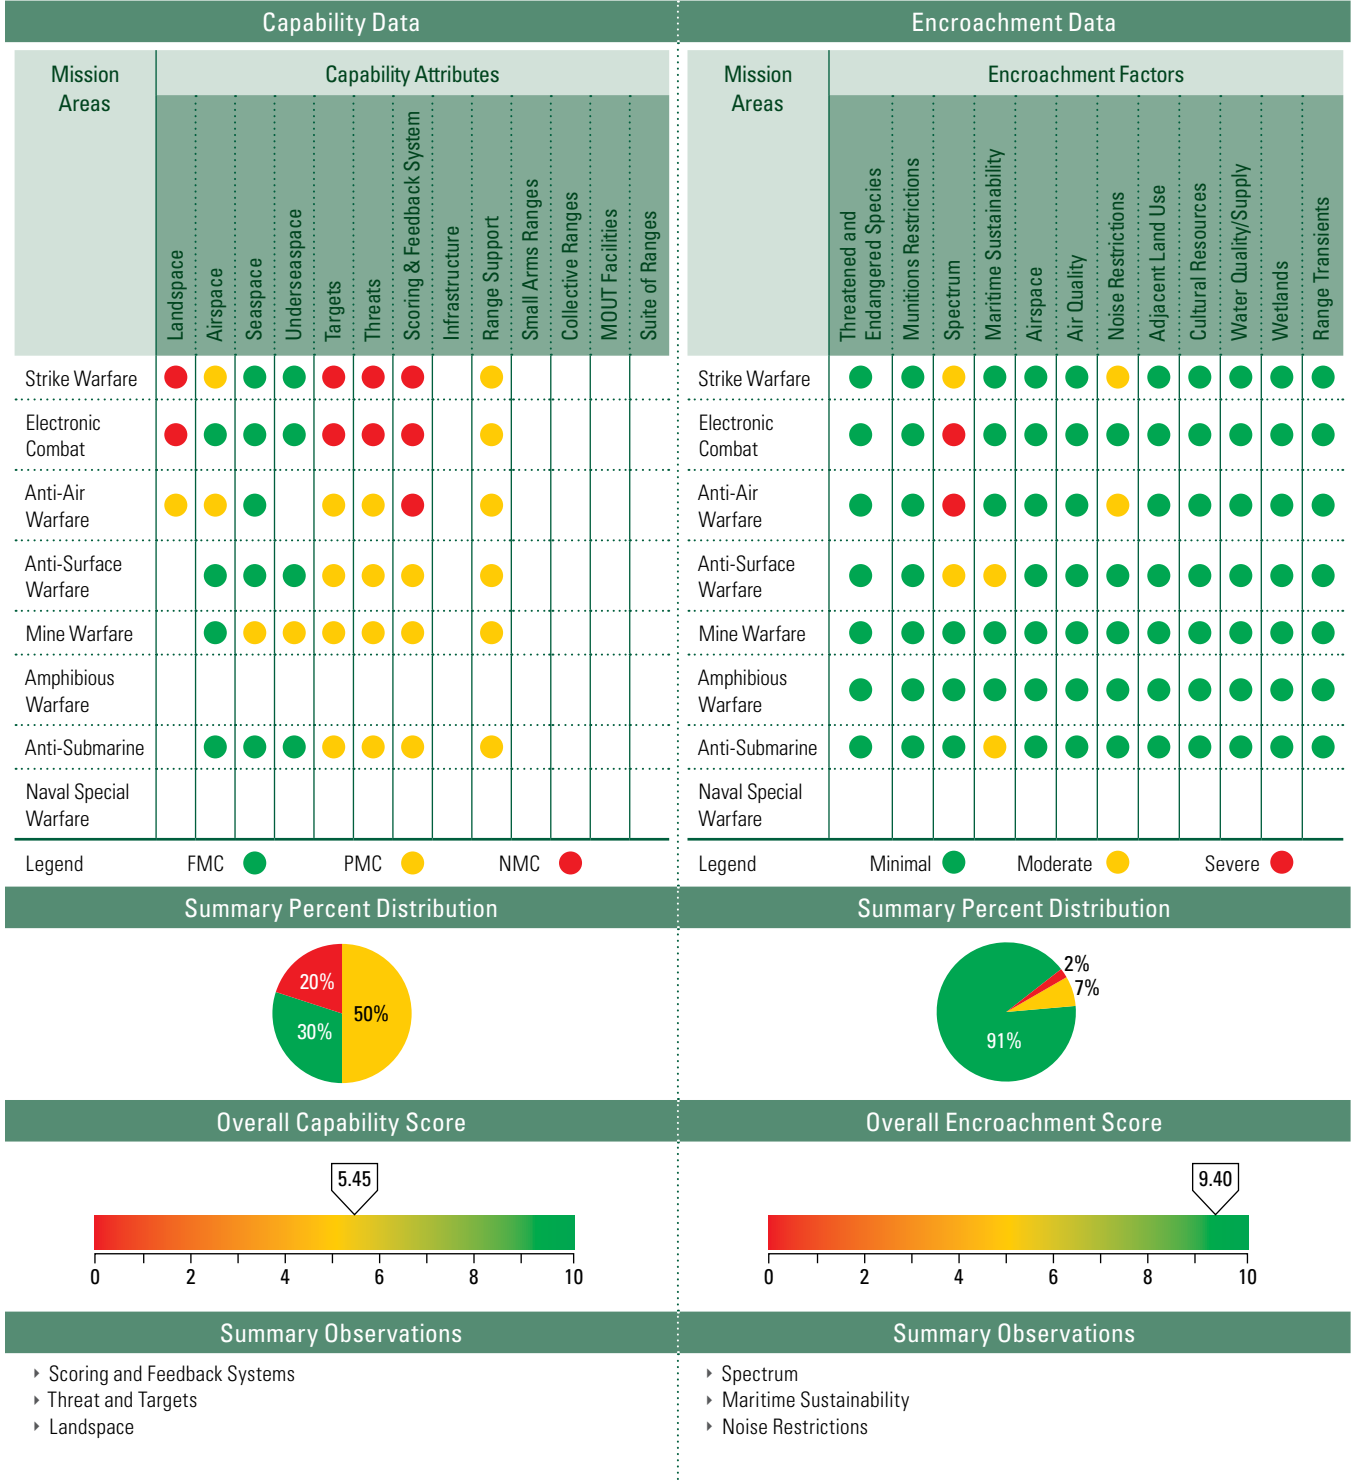 Capability Data
Mission
Areas
Capability Attributes
Landspace
Airspace
Seaspace
Underseaspace
Targets
Threats
Scoring & Feedback System
Infrastructure
Range Support
Small Arms Ranges
Collective Ranges
MOUT Facilities
Suite of Ranges
Strike Warfare
Electronic
Combat
Anti-Air
Warfare
Anti-Surface
Warfare
Mine Warfare
Amphibious
Warfare
Anti-Submarine
Naval Special
Warfare
Legend FMC PMC NMC
Summary Percent Distribution
20%
30%
50%
Overall Capability Score
5.45
0 2 4 6 8 10
Summary Observations
‣ Scoring and Feedback Systems
‣ Threat and Targets
‣ Landspace
Encroachment Data
Mission
Areas
Encroachment Factors
Threatened and
Endangered Species
Munitions Restrictions
Spectrum
Maritime Sustainability
Airspace
Air Quality
Noise Restrictions
Adjacent Land Use
Cultural Resources
Water Quality/Supply
Wetlands
Range Transients
Strike Warfare
Electronic
Combat
Anti-Air
Warfare
Anti-Surface
Warfare
Mine Warfare
Amphibious
Warfare
Anti-Submarine
Naval Special
Warfare
Legend Minimal Moderate Severe
Summary Percent Distribution
2%
7%
91%
Overall Encroachment Score
9.40
0 2 4 6 8 10
Summary Observations
‣ Spectrum
‣ Maritime Sustainability
‣ Noise Restrictions